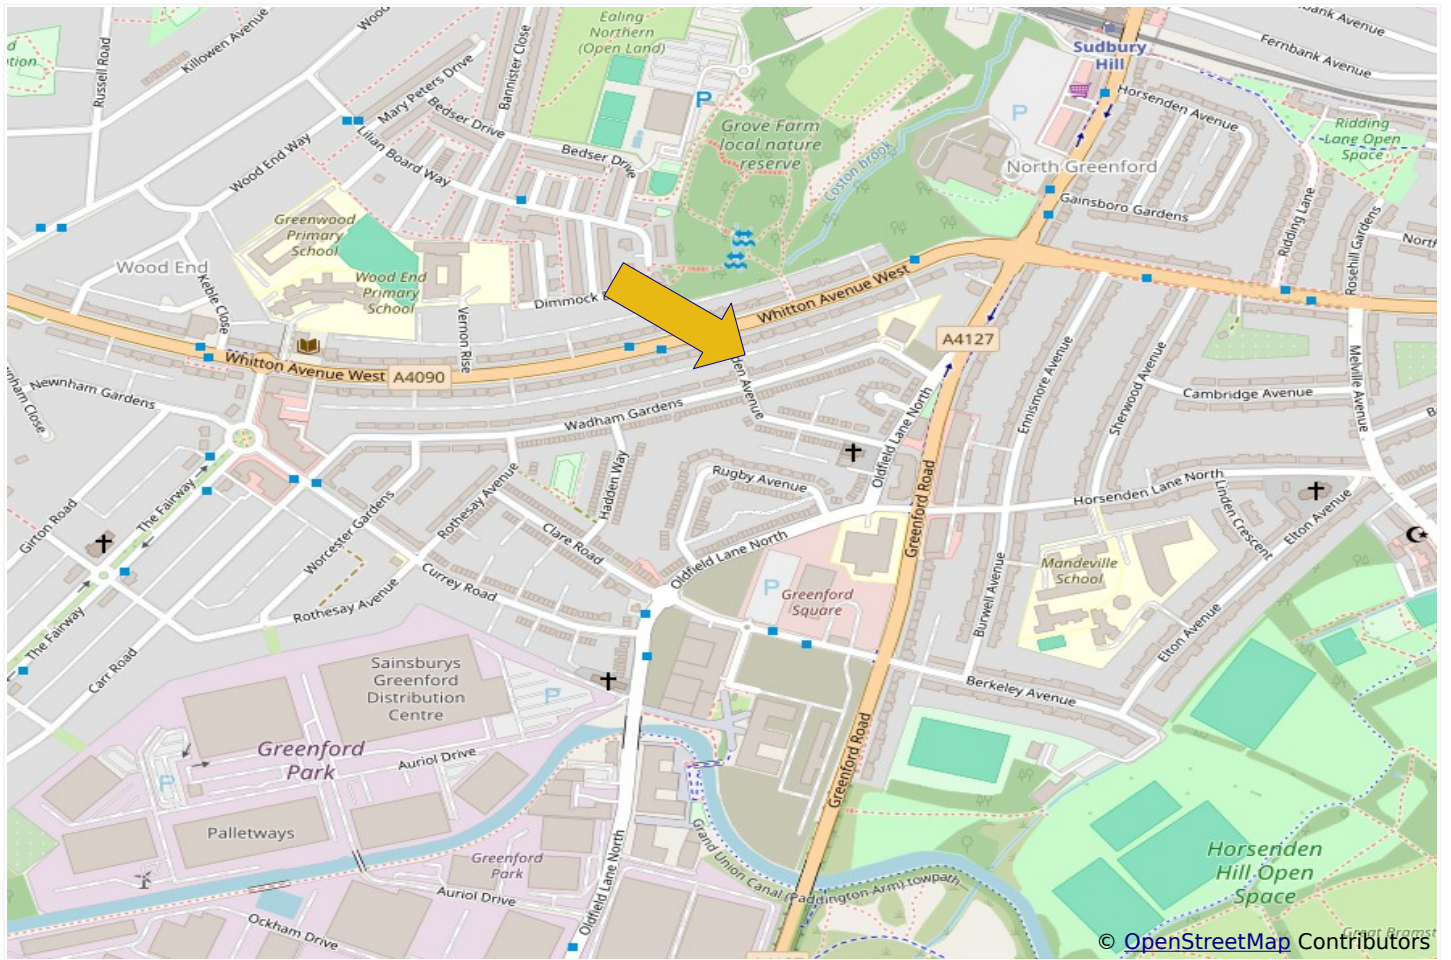 Ealing
Northern
(Open Land)
Killowen Avenue
Russell Road
Bannister Close
Mary Peters Drive
Bedser Drive
Lilian Board Way
Bedser Drive
Wood End Way
P
Grove Farm
local nature
reserve
Coston brook
Sudbury
Hill
P
Horsenden Avenue
North Greenford
Gainsboro Gardens
Fernbank Avenue
Ridding
Lane Open
Space
Ridding Lane
Rosehill Gardens
Greenwood
Primary
School
Wood End
Keble Close
Wood End
Primary
School
Vernon Rise
Dimmock
Whitton Avenue West
A4127
Whitton Avenue West
A4090
Newnham Gardens
Wadham Gardens
den Avenue
Oldfield Lane North
Ennismore Avenue
Sherwood Avenue
Cambridge Avenue
Melville Avenue
Hadden Way
Rugby Avenue
Greenford Road
Horsenden Lane North
Linden Crescent
Elton Avenue
Girton Road
The Fairway
Worcester Gardens
Rothesay Avenue
Clare Road
Oldfield Lane North
Currey Road
Rothesay Avenue
P
Greenford
Square
Burwell Avenue
Mandeville
School
Elton Avenue
The Fairway
Carr Road
Sainsburys
Greenford
Distribution
Centre
P
Berkeley Avenue
Greenford
Park
Auriol Drive
P
Greenford Road
Palletways
Greenford
Park
Auriol Drive
Oldfield Lane North
Grand Union Canal (Paddington Arm) towpath
Ockham Drive
Horsenden
Hill Open
Space
© OpenStreetMap Contributors